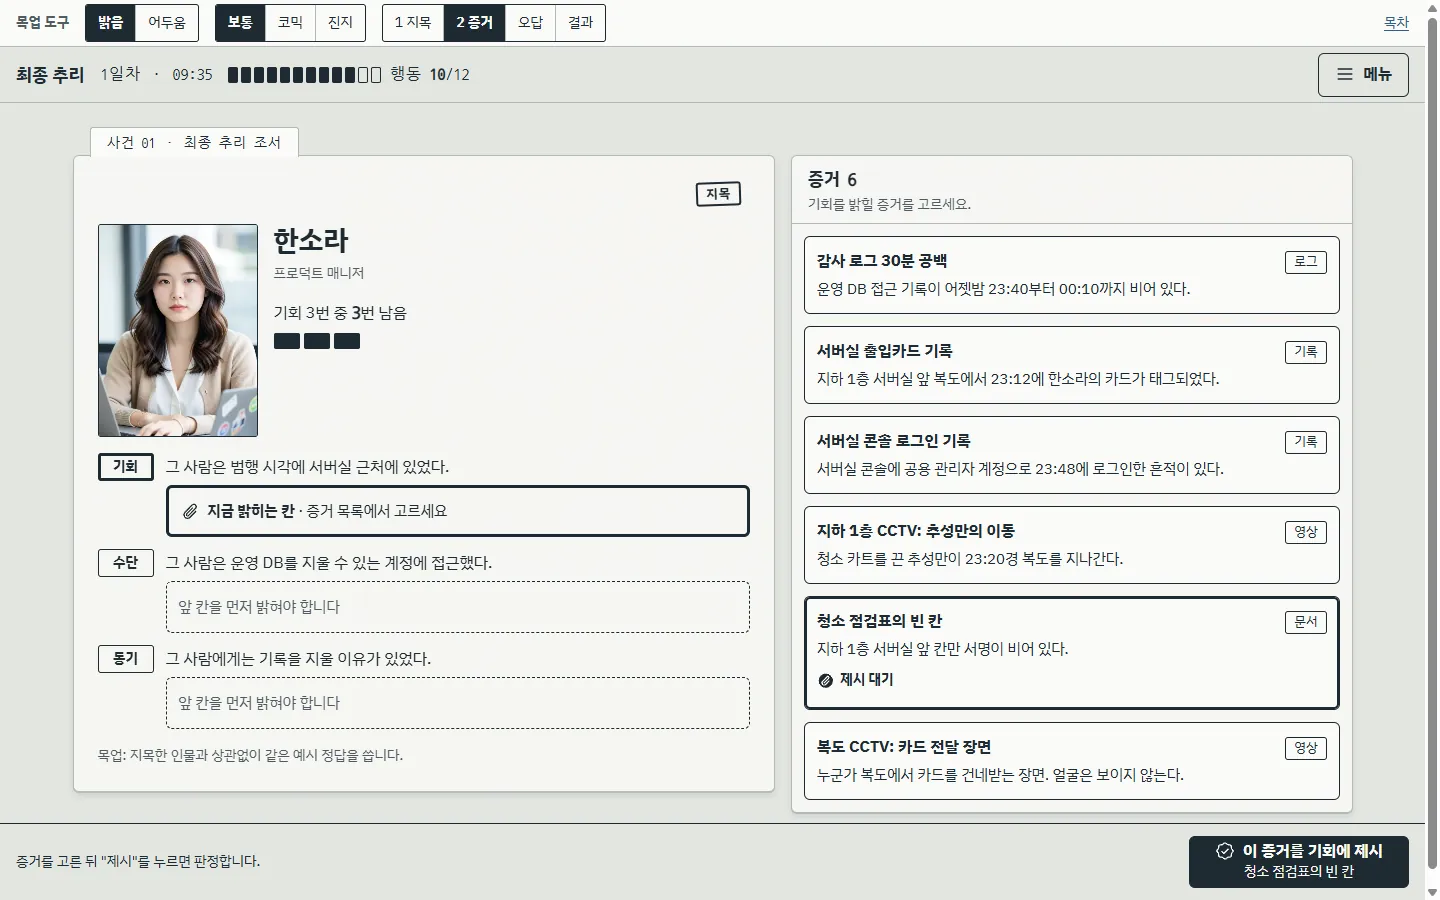 목업 도구 밝음 어두움 보통 코믹 진지 1 지목 2 증거 오답 결과 목차
최종 추리 1일차 · 09:35 행동 10/12 메뉴
사건 01 · 최종 추리 조서
지목
한소라
프로덕트 매니저
기회 3번 중 3번 남음
기회 그 사람은 범행 시각에 서버실 근처에 있었다.
지금 밝히는 칸 · 증거 목록에서 고르세요
수단 그 사람은 운영 DB를 지울 수 있는 계정에 접근했다.
앞 칸을 먼저 밝혀야 합니다
동기 그 사람에게는 기록을 지울 이유가 있었다.
앞 칸을 먼저 밝혀야 합니다
목업: 지목한 인물과 상관없이 같은 예시 정답을 씁니다.
증거 6
기회를 밝힐 증거를 고르세요.
감사 로그 30분 공백 로그
운영 DB 접근 기록이 어젯밤 23:40부터 00:10까지 비어 있다.
서버실 출입카드 기록 기록
지하 1층 서버실 앞 복도에서 23:12에 한소라의 카드가 태그되었다.
서버실 콘솔 로그인 기록 기록
서버실 콘솔에 공용 관리자 계정으로 23:48에 로그인한 흔적이 있다.
지하 1층 CCTV: 추성만의 이동 영상
청소 카트를 끈 추성만이 23:20경 복도를 지나간다.
청소 점검표의 빈 칸 문서
지하 1층 서버실 앞 칸만 서명이 비어 있다.
제시 대기
복도 CCTV: 카드 전달 장면 영상
누군가 복도에서 카드를 건네받는 장면. 얼굴은 보이지 않는다.
증거를 고른 뒤 "제시"를 누르면 판정합니다.
이 증거를 기회에 제시
청소 점검표의 빈 칸